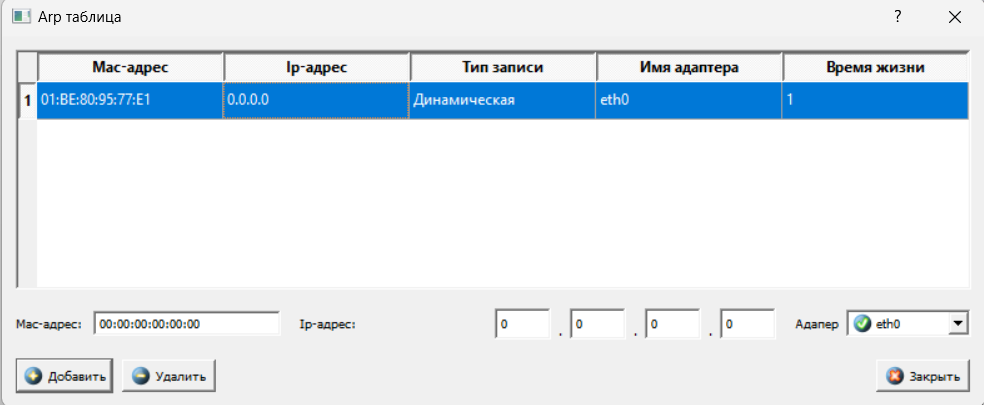 Arp таблица ?
Mac-адрес Ip-адрес Тип записи Имя адаптера Время жизни
1 01:BE:80:95:77:E1 0.0.0.0 Динамическая eth0 1
Mac-адрес: 00:00:00:00:00:00 Ip-адрес: 0 . 0 . 0 . 0 Адапер eth0
Добавить Удалить Закрыть